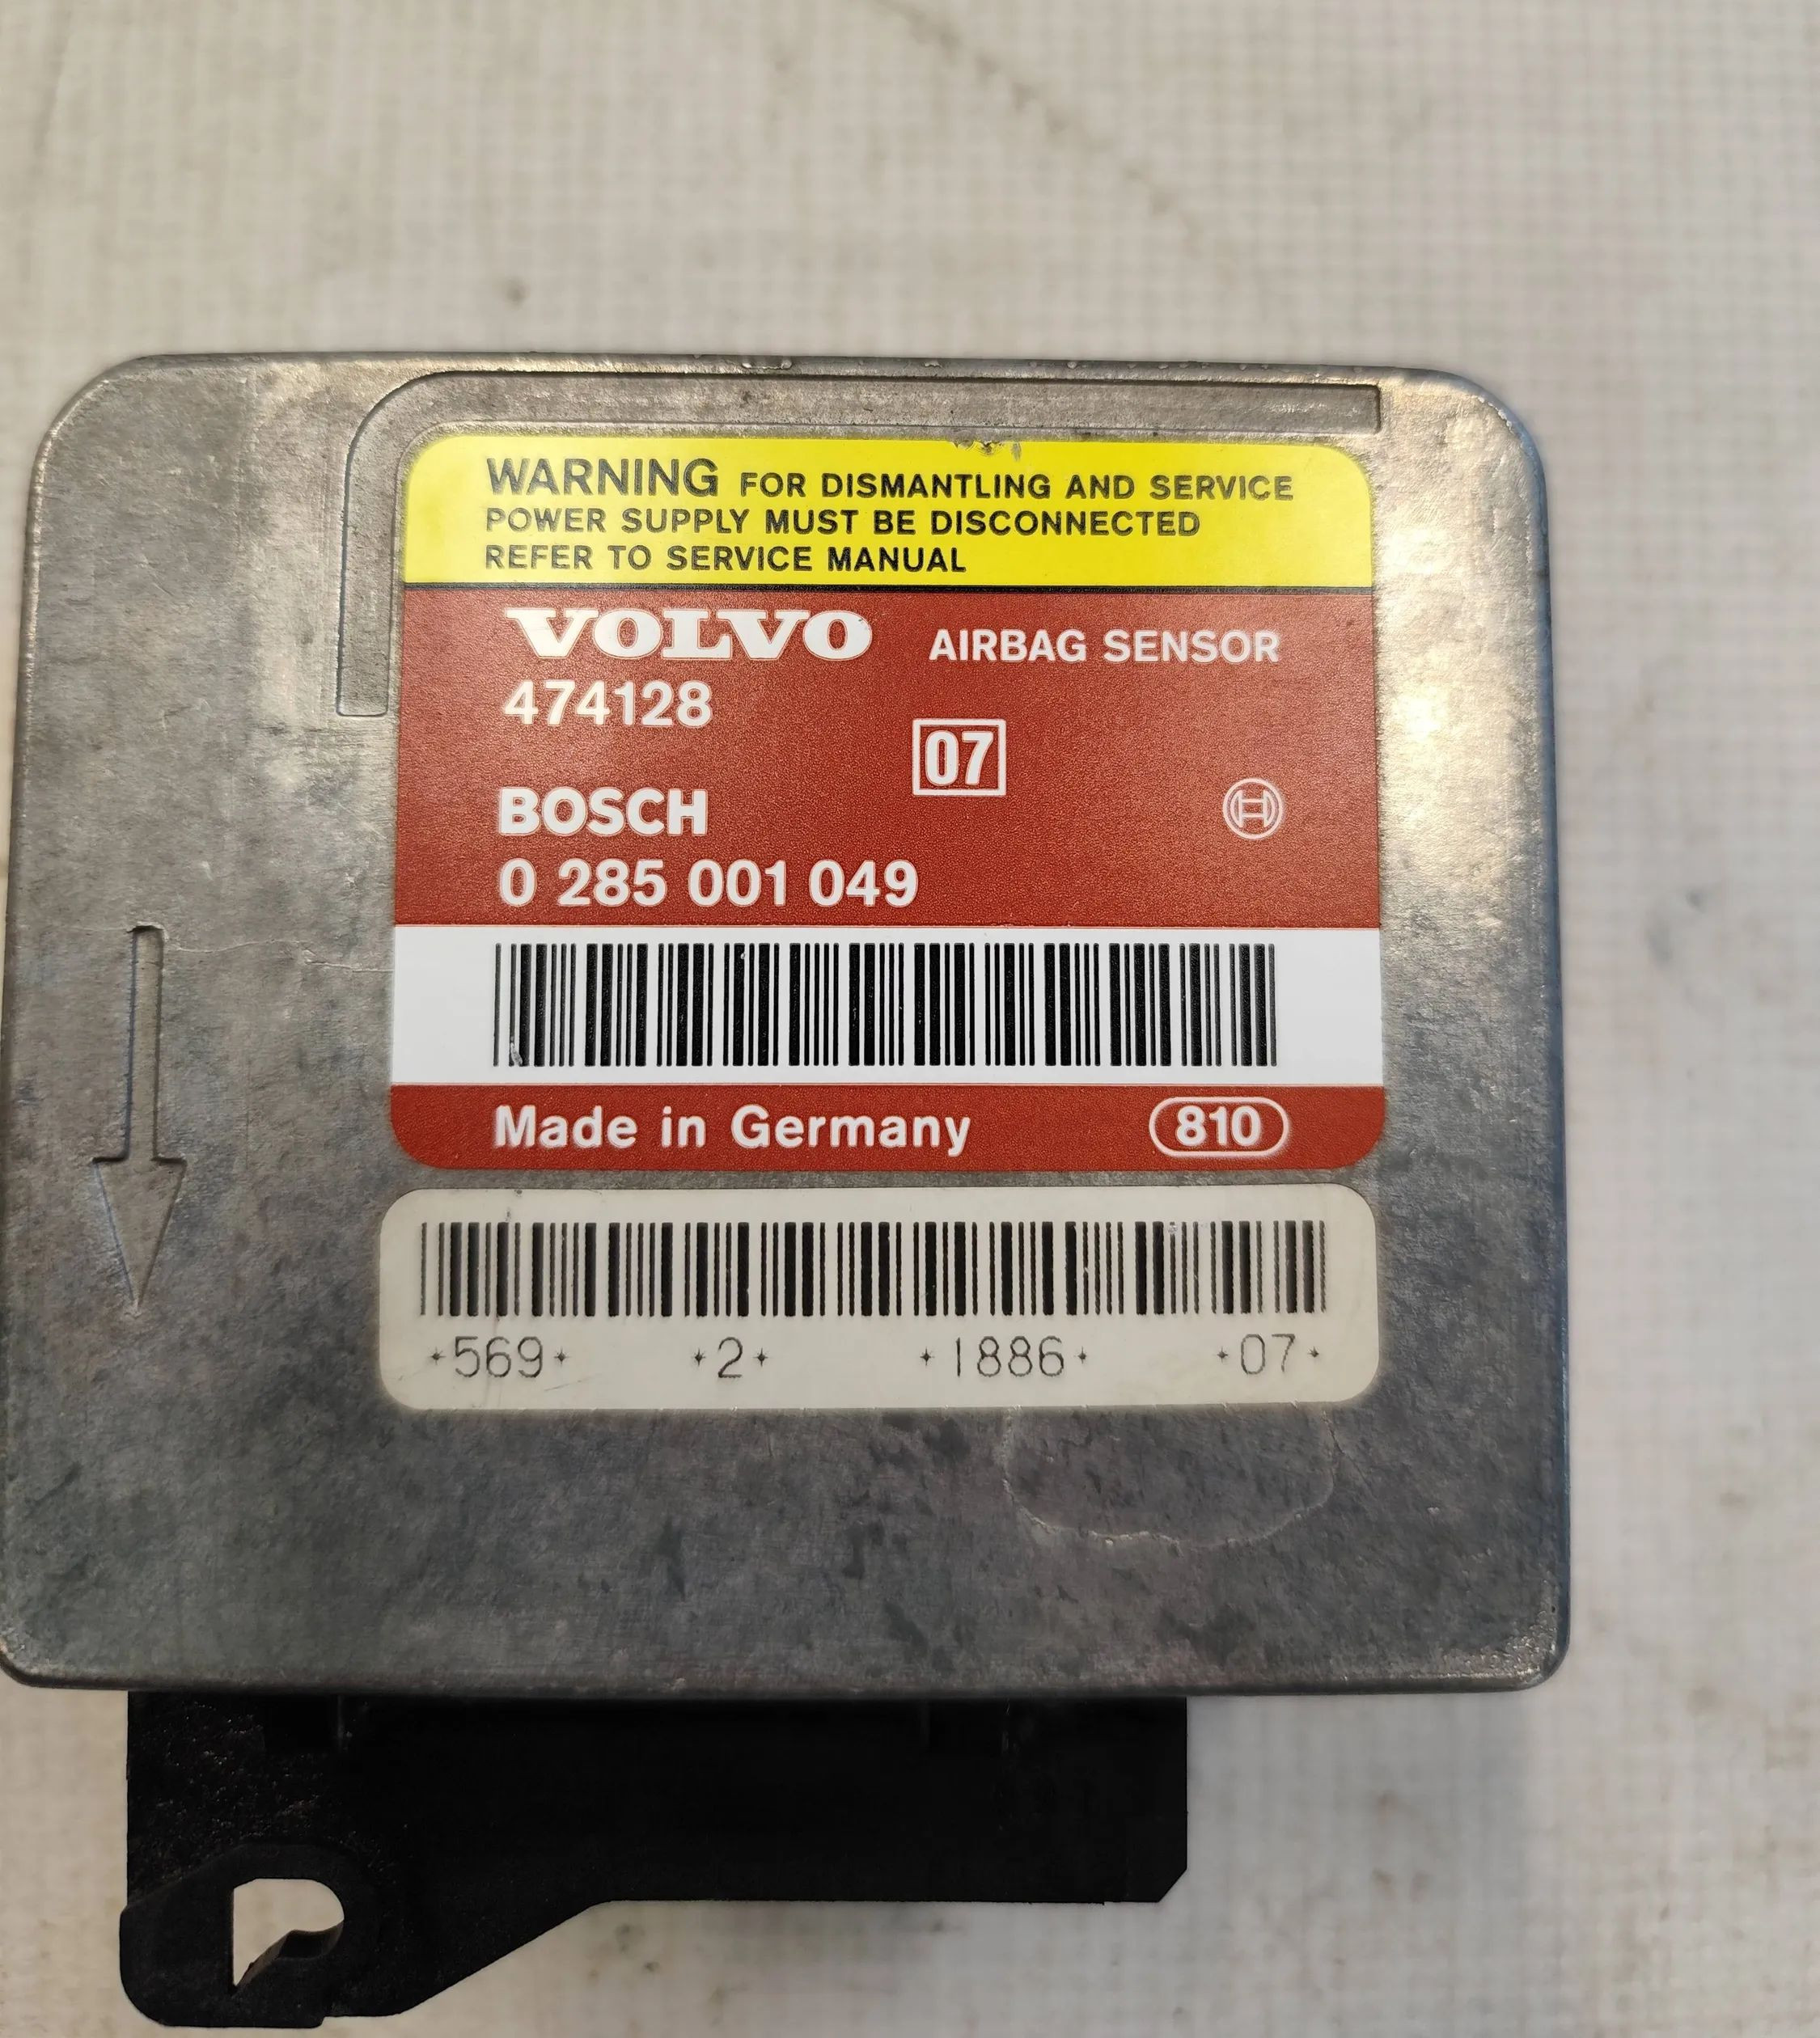 WARNING FOR DISMANTLING AND SERVICE
POWER SUPPLY MUST BE DISCONNECTED
REFER TO SERVICE MANUAL
VOLVO AIRBAG SENSOR
474128
07
BOSCH
0 285 001 049
Made in Germany 810
*569* *2* *1886* *07*